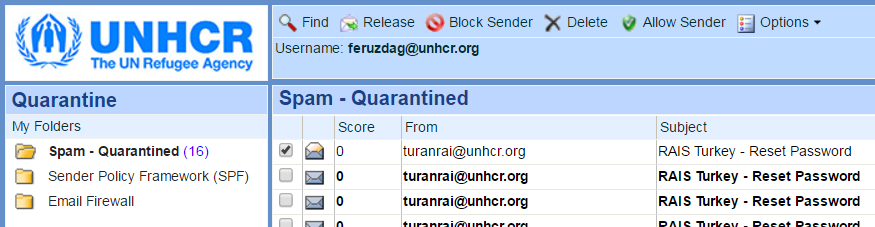 UNHCR
The UN Refugee Agency
Find Release Block Sender Delete Allow Sender Options
Username: feruzdag@unhcr.org
Quarantine
My Folders
Spam - Quarantined (16)
Sender Policy Framework (SPF)
Email Firewall
Spam - Quarantined
Score From Subject
0 turanrai@unhcr.org RAIS Turkey - Reset Password
0 turanrai@unhcr.org RAIS Turkey - Reset Password
0 turanrai@unhcr.org RAIS Turkey - Reset Password
0 turanrai@unhcr.org RAIS Turkey - Reset Password